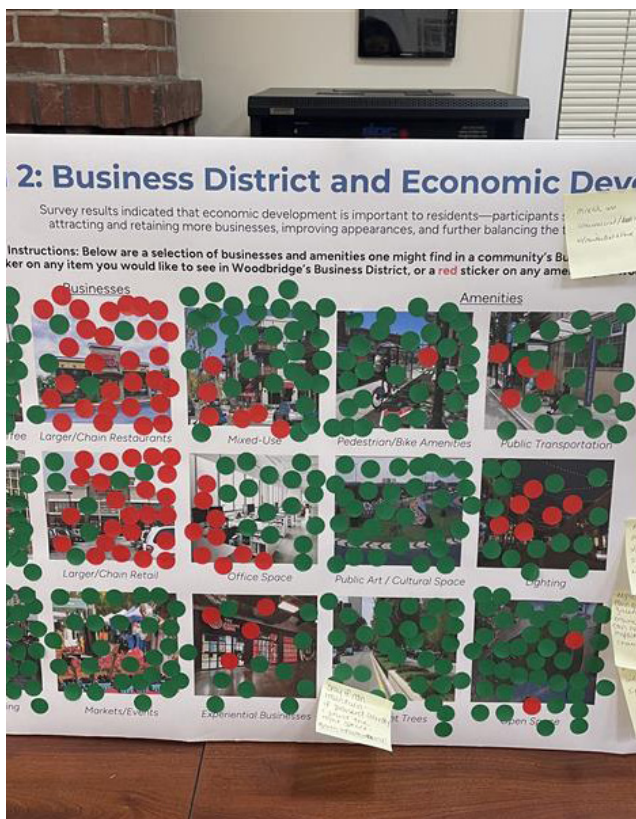 2: Business District and Economic Dev
Survey results indicated that economic development is important to residents—participants
attracting and retaining more businesses, improving appearances, and further balancing the
Instructions: Below are a selection of businesses and amenities one might find in a community's Bu
ker on any item you would like to see in Woodbridge's Business District, or a red sticker on any ame
Businesses
Amenities
fee
Larger/Chain Restaurants
Mixed-Use
Pedestrian/Bike Amenities
Public Transportation
Larger/Chain Retail
Office Space
Public Art / Cultural Space
Lighting
ing
Markets/Events
Experiential Businesses
et Trees
Open Space